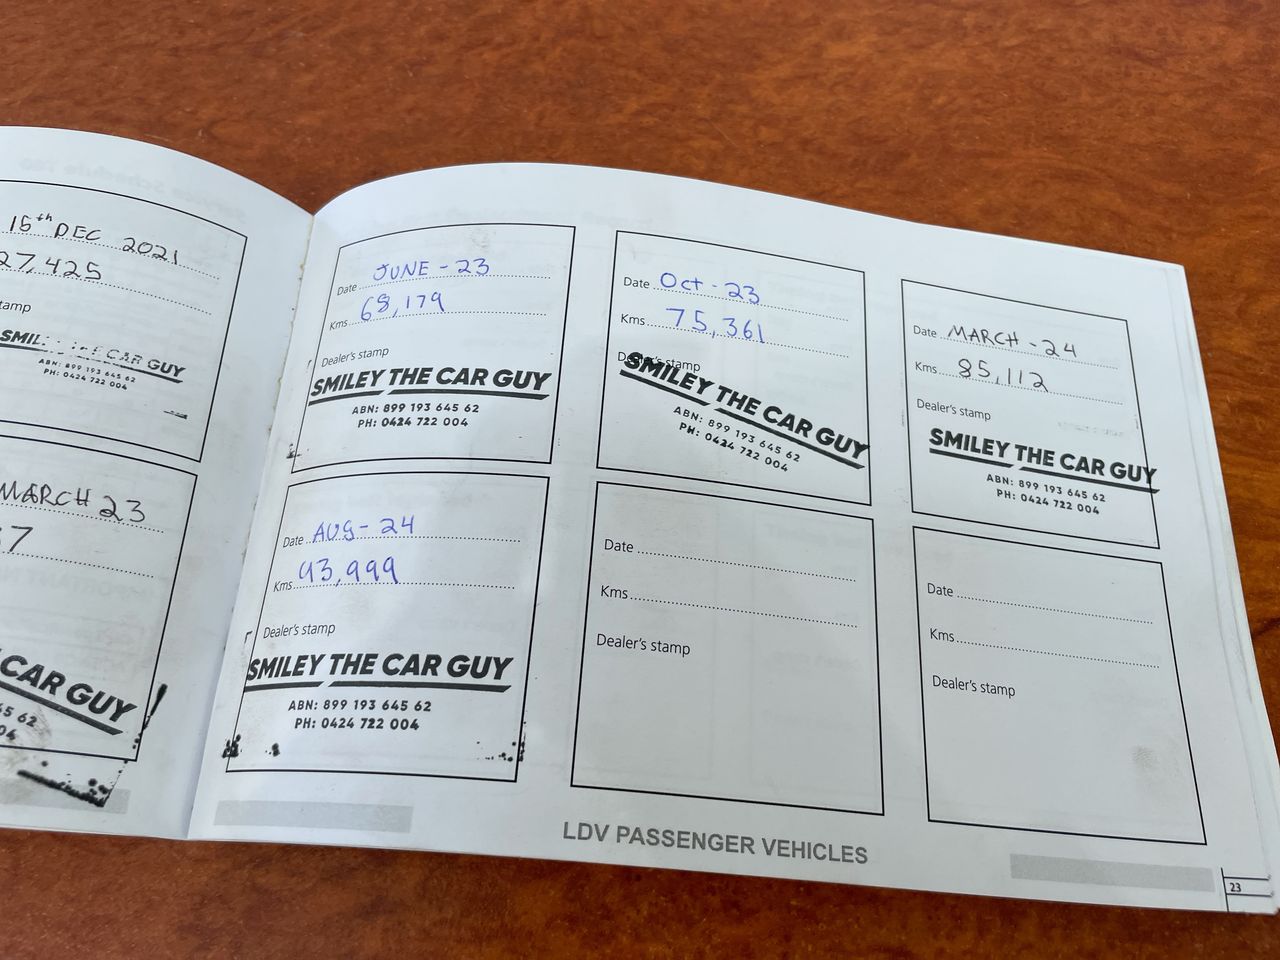 15th DEC 2021
27,425
tamp
SMILEY THE CAR GUY
ABN: 899 193 645 62
PH: 0424 722 004
MARCH 23
37
CAR GUY
45 62
04
Date JUNE - 23
Kms 68,179
Dealer's stamp
SMILEY THE CAR GUY
ABN: 899 193 645 62
PH: 0424 722 004
Date Oct - 23
Kms 75,361
Dealer's stamp
SMILEY THE CAR GUY
ABN: 899 193 645 62
PH: 0424 722 004
Date MARCH - 24
Kms 85,112
Dealer's stamp
SMILEY THE CAR GUY
ABN: 899 193 645 62
PH: 0424 722 004
Date AUG - 24
Kms 93,999
Dealer's stamp
SMILEY THE CAR GUY
ABN: 899 193 645 62
PH: 0424 722 004
Date
Kms
Dealer's stamp
Date
Kms
Dealer's stamp
LDV PASSENGER VEHICLES
23